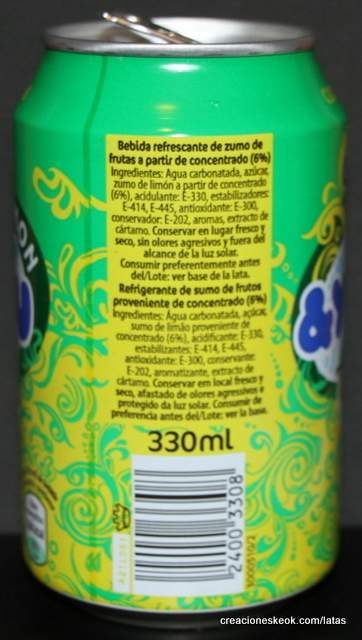 Bebida refrescante de zumo de
frutas a partir de concentrado (6%)
Ingredientes: Agua carbonatada, azúcar,
zumo de limón a partir de concentrado
(6%), acidulante: E-330, estabilizadores:
E-414, E-445, antioxidante: E-300,
conservador: E-202, aromas, extracto de
cártamo. Conservar en lugar fresco y
seco, sin olores agresivos y fuera del
alcance de la luz solar.
Consumir preferentemente antes
del/Lote: ver base de la lata.
Refrigerante de sumo de frutos
proveniente de concentrado (6%)
Ingredientes: Água carbonatada, açúcar,
sumo de limão proveniente de
concentrado (6%), acidificante: E-330,
estabilizantes: E-414, E-445,
antioxidante: E-300, conservante:
E-202, aromatizante, extracto de
cártamo. Conservar em local fresco y
seco, afastado de olores agressivos e
protegido da luz solar. Consumir de
preferencia antes del/Lote: ver la base.
330ml
2400 3308
ON
&
creacioneskeok.com/latas